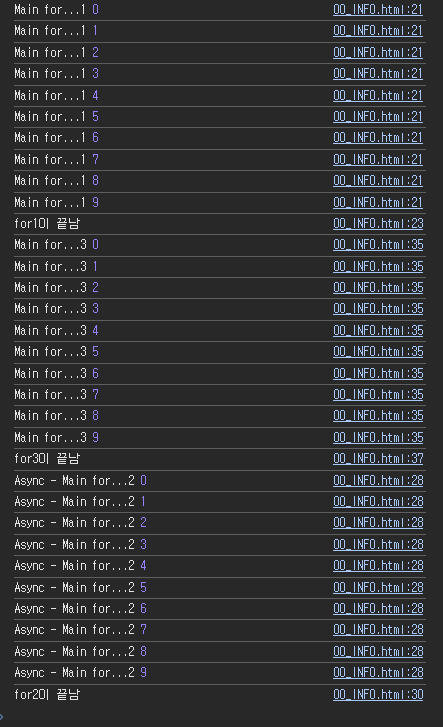 Main for...1 0 00_INFO.html:21
Main for...1 1 00_INFO.html:21
Main for...1 2 00_INFO.html:21
Main for...1 3 00_INFO.html:21
Main for...1 4 00_INFO.html:21
Main for...1 5 00_INFO.html:21
Main for...1 6 00_INFO.html:21
Main for...1 7 00_INFO.html:21
Main for...1 8 00_INFO.html:21
Main for...1 9 00_INFO.html:21
for1이 끝남 00_INFO.html:23
Main for...3 0 00_INFO.html:35
Main for...3 1 00_INFO.html:35
Main for...3 2 00_INFO.html:35
Main for...3 3 00_INFO.html:35
Main for...3 4 00_INFO.html:35
Main for...3 5 00_INFO.html:35
Main for...3 6 00_INFO.html:35
Main for...3 7 00_INFO.html:35
Main for...3 8 00_INFO.html:35
Main for...3 9 00_INFO.html:35
for3이 끝남 00_INFO.html:37
Async - Main for...2 0 00_INFO.html:28
Async - Main for...2 1 00_INFO.html:28
Async - Main for...2 2 00_INFO.html:28
Async - Main for...2 3 00_INFO.html:28
Async - Main for...2 4 00_INFO.html:28
Async - Main for...2 5 00_INFO.html:28
Async - Main for...2 6 00_INFO.html:28
Async - Main for...2 7 00_INFO.html:28
Async - Main for...2 8 00_INFO.html:28
Async - Main for...2 9 00_INFO.html:28
for2이 끝남 00_INFO.html:30